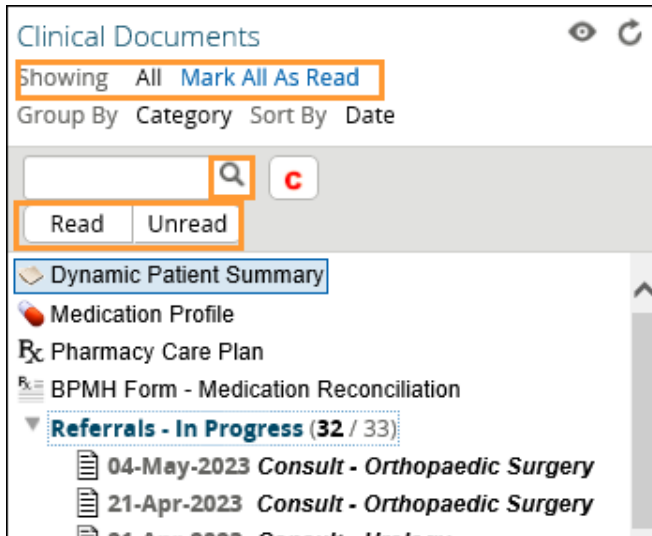 Clinical Documents
Showing All Mark All As Read
Group By Category Sort By Date
C
Read Unread
Dynamic Patient Summary
Medication Profile
Rx Pharmacy Care Plan
Rx BPMH Form - Medication Reconciliation
Referrals - In Progress (32 / 33)
04-May-2023 Consult - Orthopaedic Surgery
21-Apr-2023 Consult - Orthopaedic Surgery